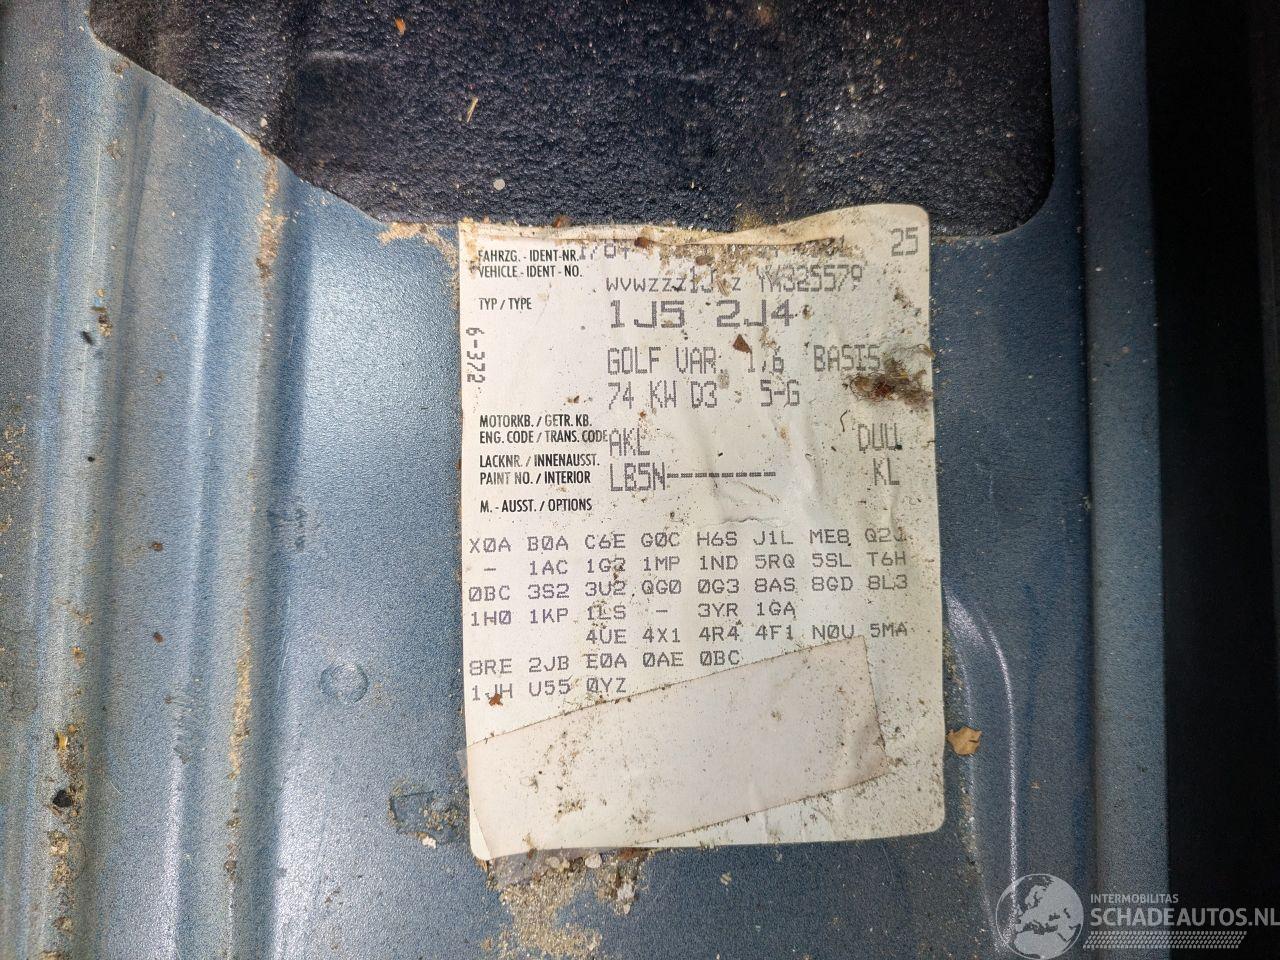 25
FAHRZG. - IDENT-NR.
VEHICLE - IDENT - NO.
WVWZZZ1J Z YW325579
TYP / TYPE
1J5 2J4
6-372
GOLF VAR. 1,6 BASIS
74 KW D3 5-G
MOTORKB. / GETR. KB.
ENG. CODE / TRANS. CODE
AKL DUU
LACKNR. / INNENAUSST.
PAINT NO. / INTERIOR
LB5N------- KL
M. - AUSST. / OPTIONS
X0A B0A C6E G0C H6S J1L ME8 Q2J
- 1AC 1G2 1MP 1ND 5RQ 5SL T6H
0BC 3S2 3U2 QG0 0G3 8AS 8GD 8L3
1H0 1KP 1LS - 3YR 1GA
4UE 4X1 4R4 4F1 N0V 5MA
8RE 2JB E0A 0AE 0BC
1JH U55 0YZ
INTERMOBILITAS
SCHADEAUTOS.NL